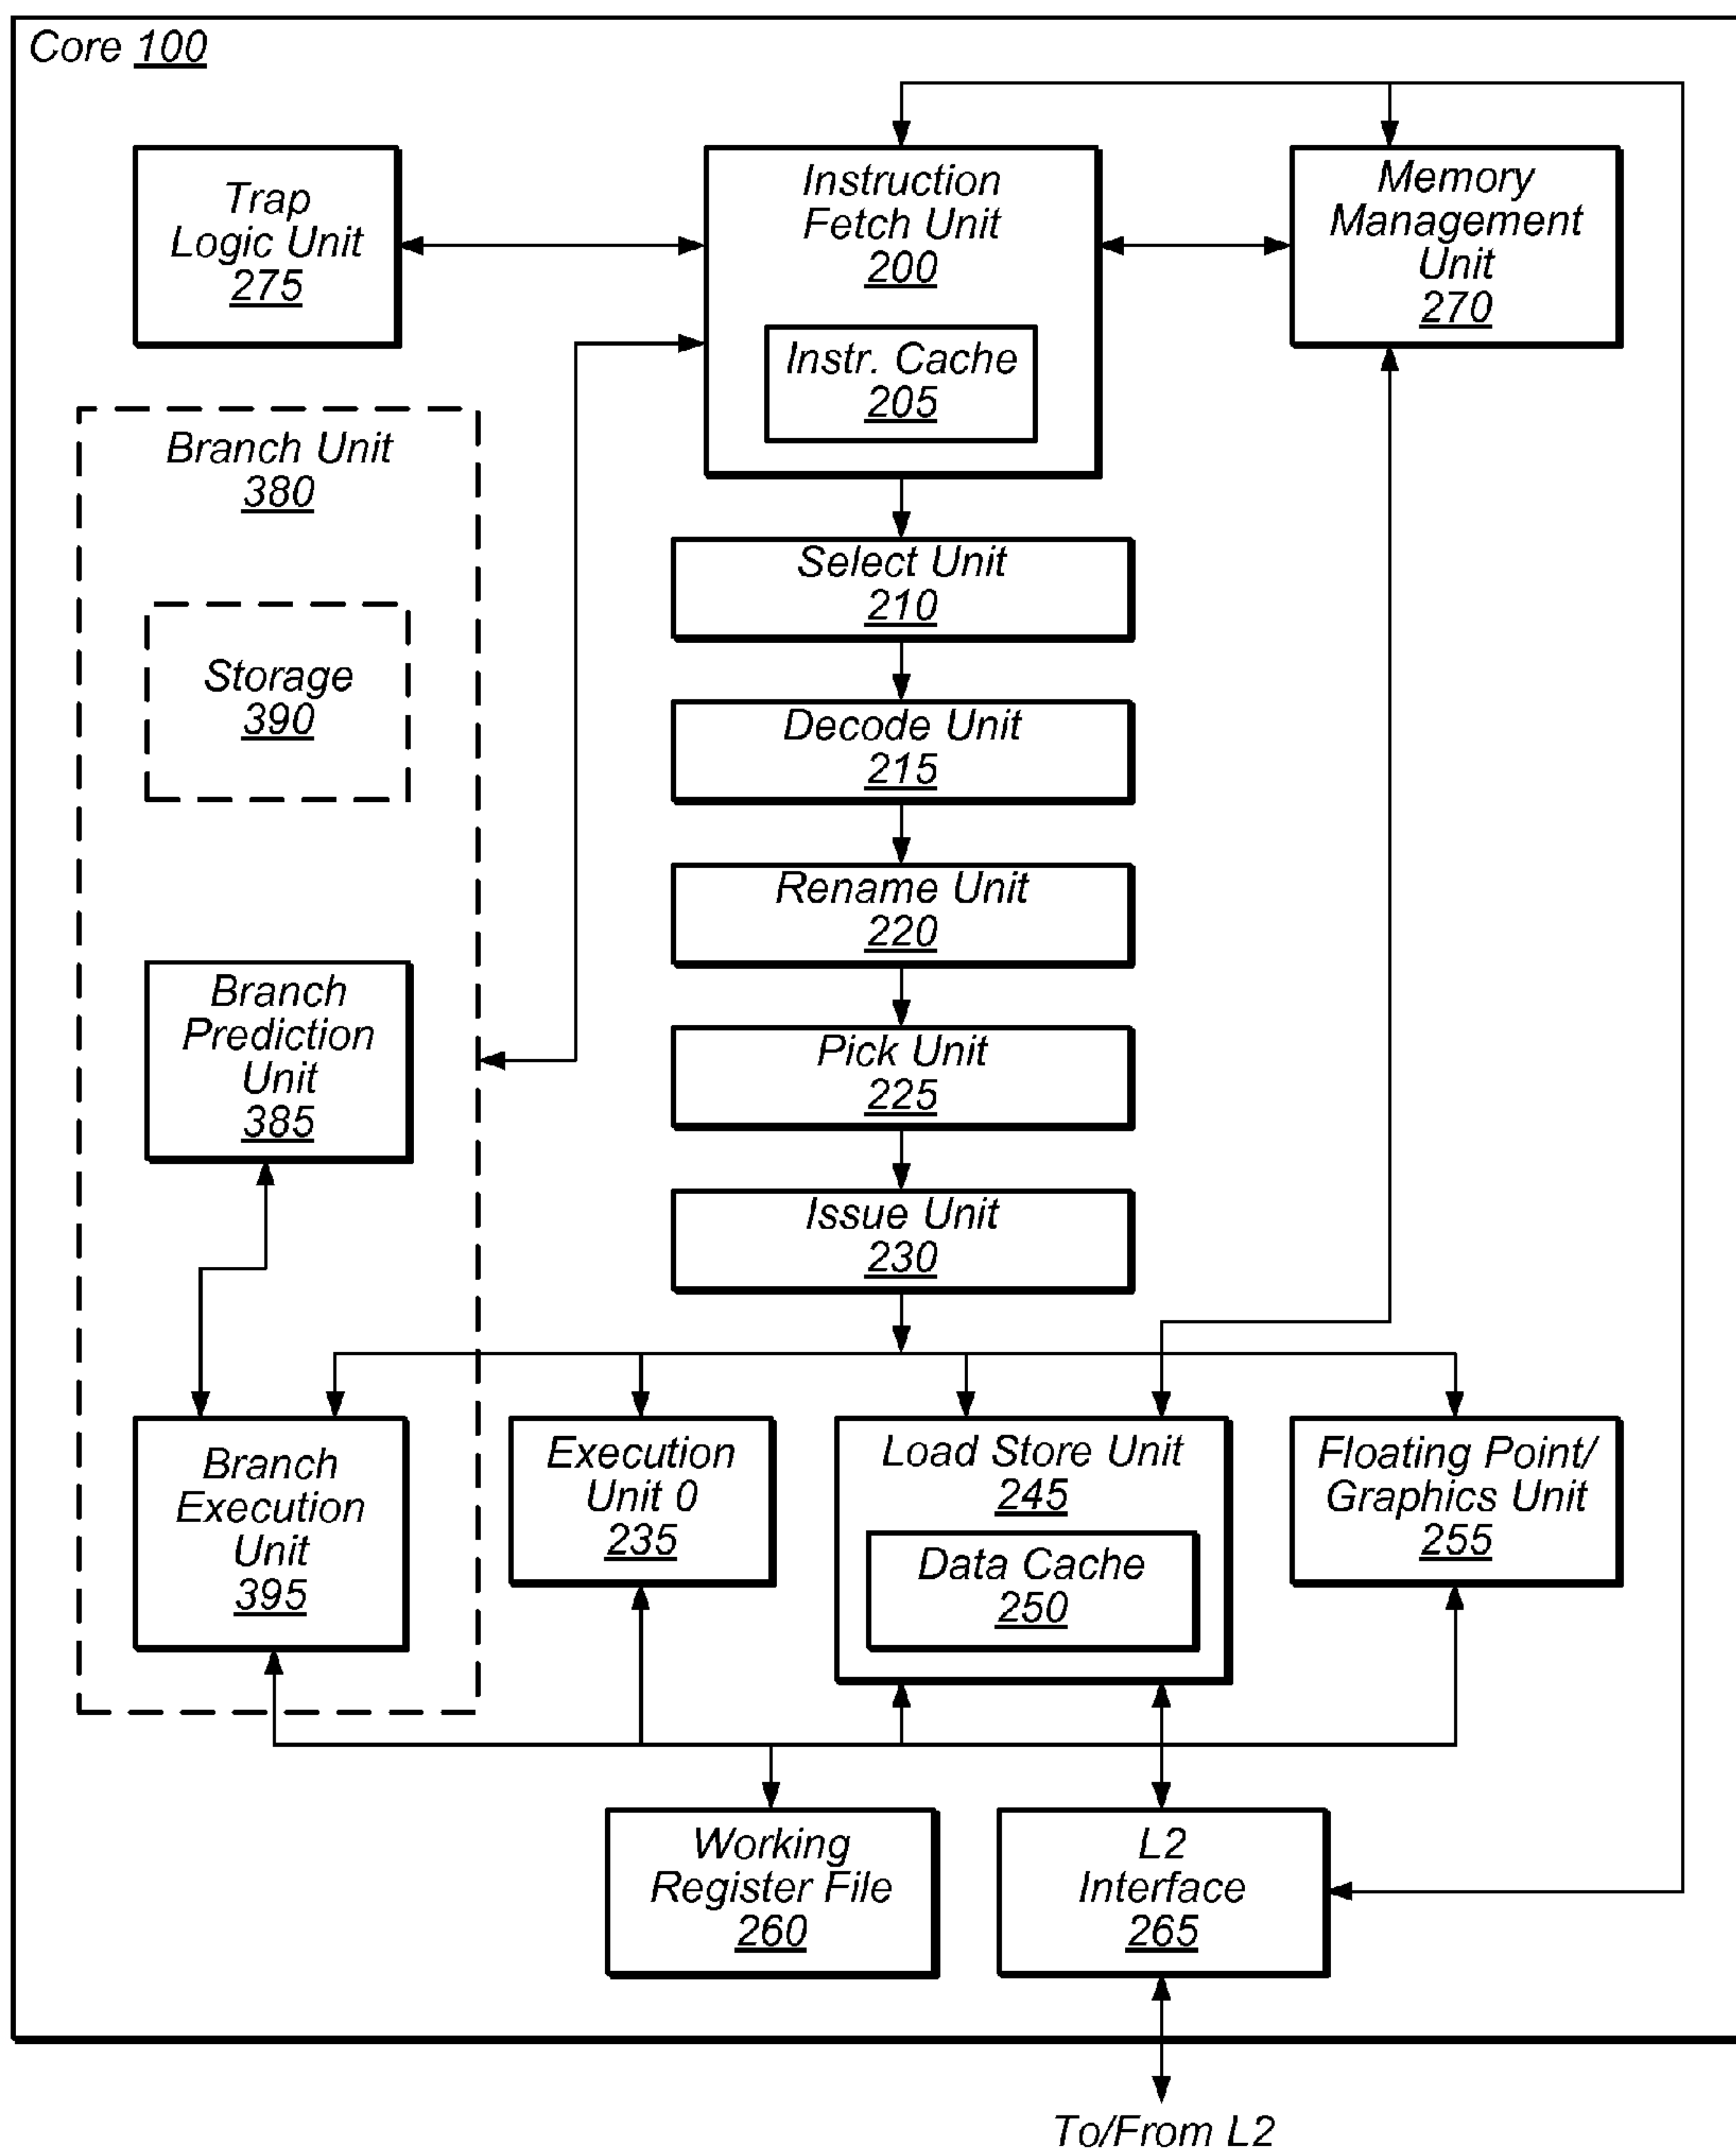 Core 100
Trap
Logic Unit
275
Instruction
Fetch Unit
200
Instr. Cache
205
Memory
Management
Unit
270
Branch Unit
380
Storage
390
Branch
Prediction
Unit
385
Select Unit
210
Decode Unit
215
Rename Unit
220
Pick Unit
225
Issue Unit
230
Branch
Execution
Unit
395
Execution
Unit 0
235
Load Store Unit
245
Data Cache
250
Floating Point/
Graphics Unit
255
Working
Register File
260
L2
Interface
265
To/From L2